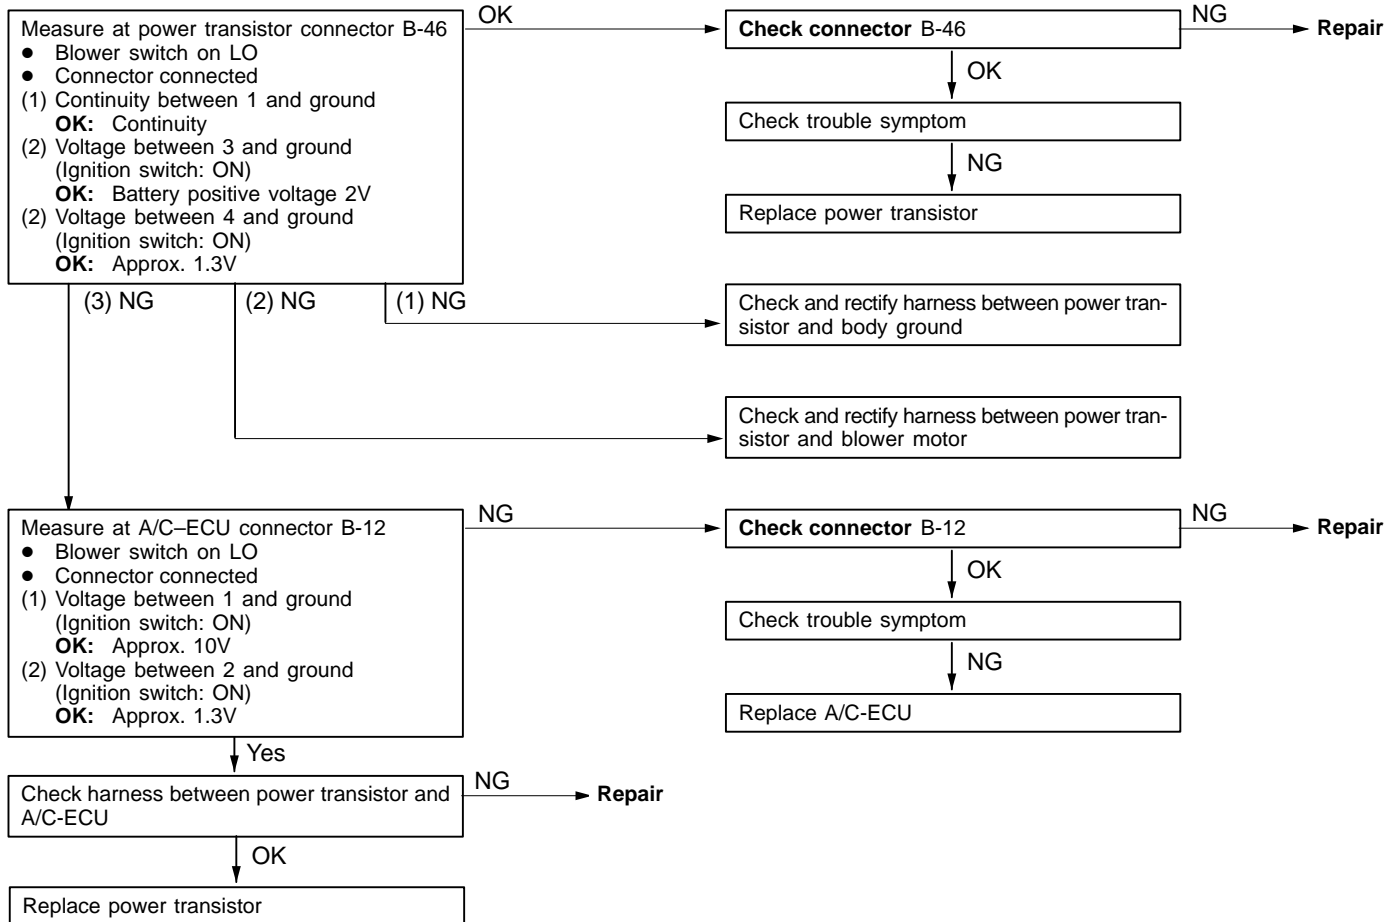 Measure at power transistor connector B-46
● Blower switch on LO
● Connector connected
(1) Continuity between 1 and ground
OK: Continuity
(2) Voltage between 3 and ground
(Ignition switch: ON)
OK: Battery positive voltage 2V
(2) Voltage between 4 and ground
(Ignition switch: ON)
OK: Approx. 1.3V
OK
Check connector B-46
NG
Repair
OK
Check trouble symptom
NG
Replace power transistor
(3) NG
(2) NG
(1) NG
Check and rectify harness between power tran-
sistor and body ground
Check and rectify harness between power tran-
sistor and blower motor
Measure at A/C–ECU connector B-12
● Blower switch on LO
● Connector connected
(1) Voltage between 1 and ground
(Ignition switch: ON)
OK: Approx. 10V
(2) Voltage between 2 and ground
(Ignition switch: ON)
OK: Approx. 1.3V
NG
Check connector B-12
NG
Repair
OK
Check trouble symptom
NG
Replace A/C-ECU
Yes
Check harness between power transistor and
A/C-ECU
NG
Repair
OK
Replace power transistor